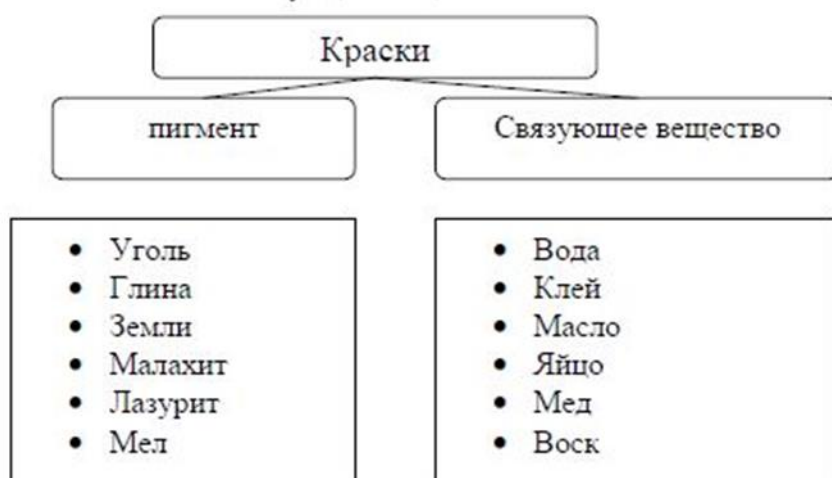 Краски
пигмент
Связующее вещество
• Уголь
• Глина
• Земли
• Малахит
• Лазурит
• Мел
• Вода
• Клей
• Масло
• Яйцо
• Мед
• Воск